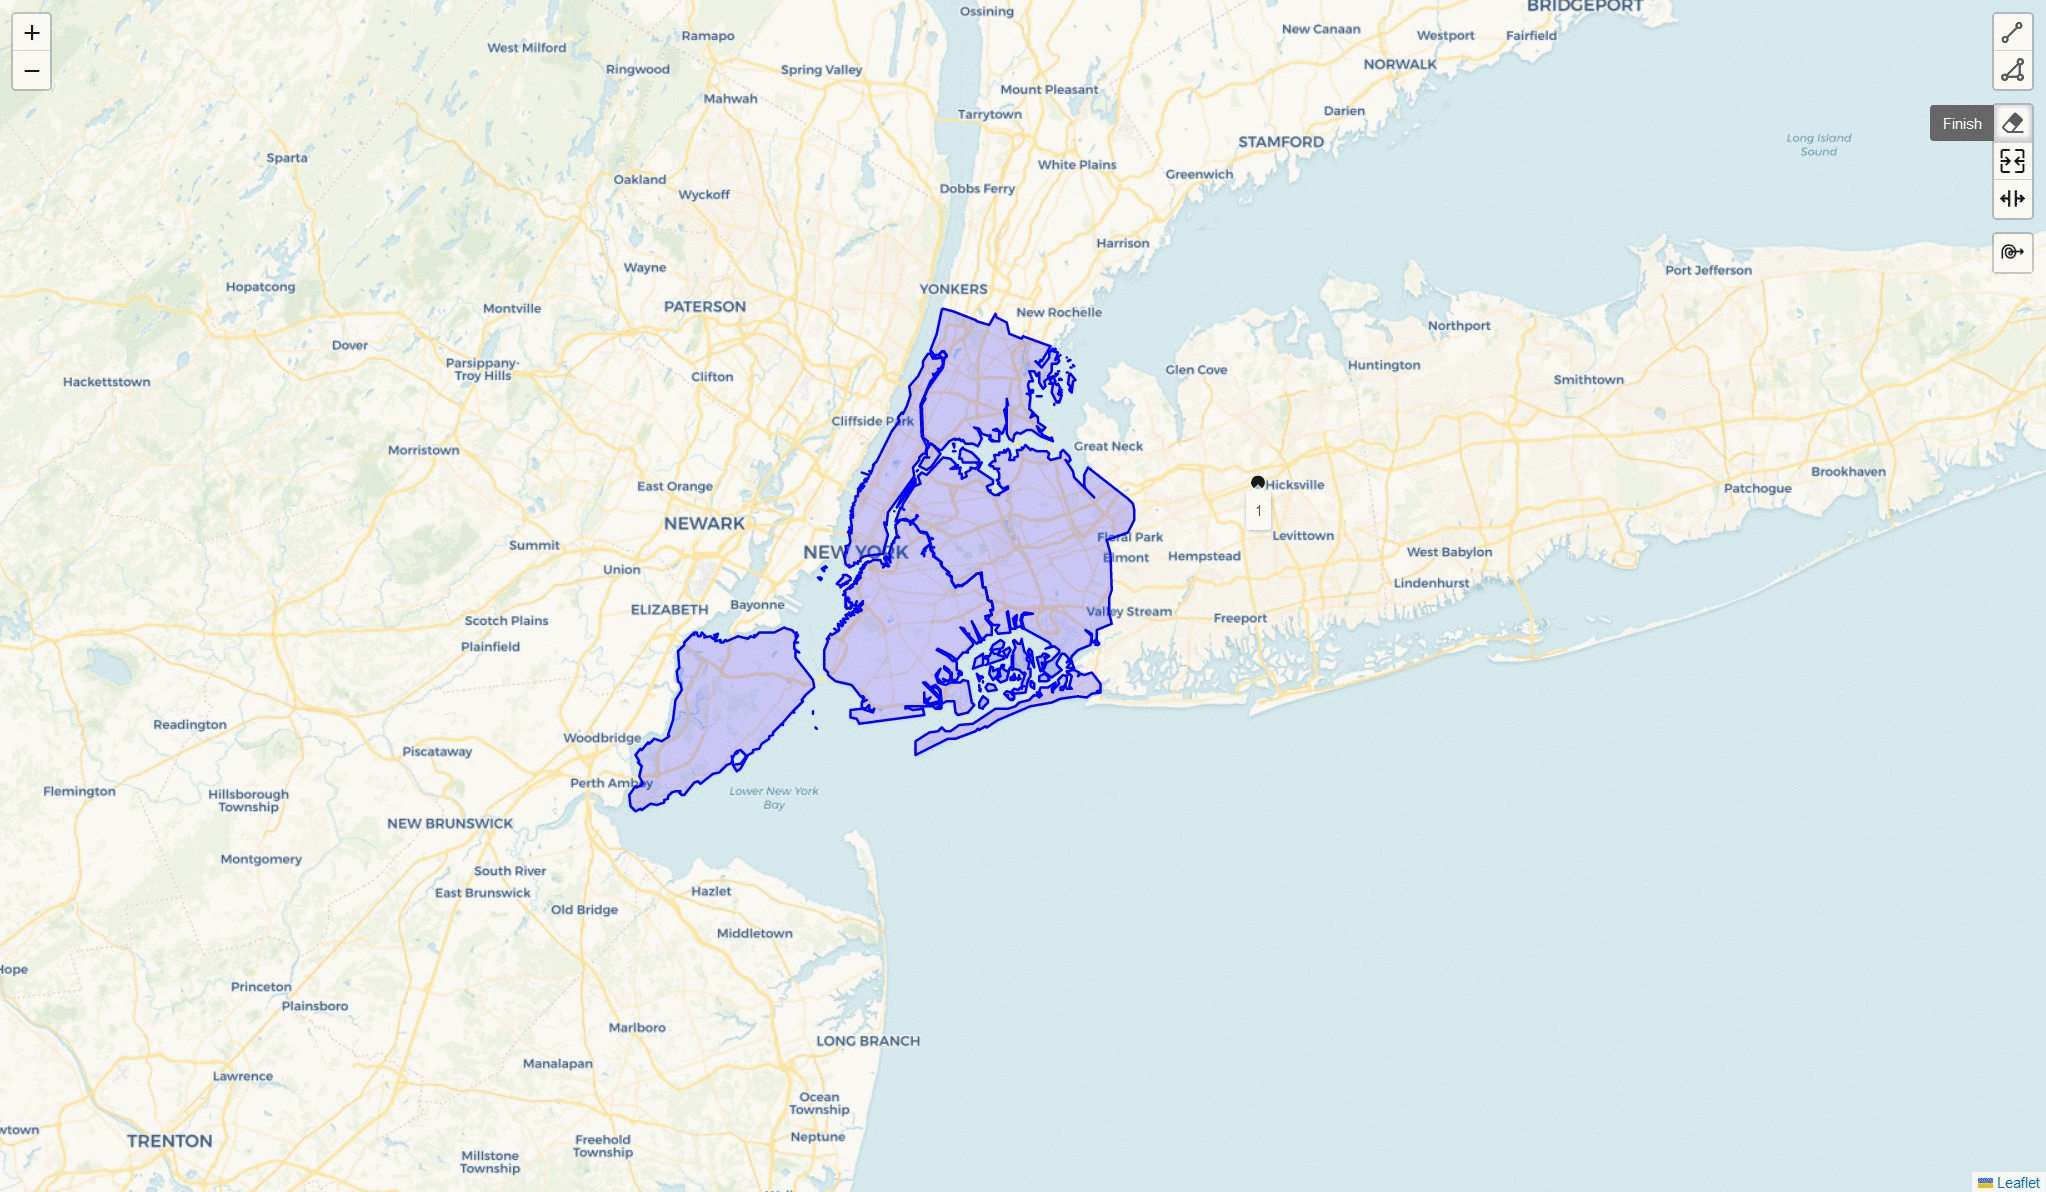 +
−
Ossining
BRIDGEPORT
West Milford
Ramapo
New Canaan
Westport
Fairfield
Ringwood
Spring Valley
NORWALK
Mahwah
Mount Pleasant
Tarrytown
Darien
Finish
STAMFORD
Long Island
Sound
Sparta
White Plains
Oakland
Wyckoff
Dobbs Ferry
Greenwich
Harrison
Wayne
Port Jefferson
Hopatcong
YONKERS
Montville
PATERSON
New Rochelle
Northport
Dover
Parsippany-
Troy Hills
Clifton
Glen Cove
Huntington
Smithtown
Hackettstown
Cliffside Park
Morristown
Great Neck
Brookhaven
East Orange
Hicksville
Patchogue
1
NEWARK
Summit
NEW YORK
Floral Park
Elmont
Hempstead
Levittown
West Babylon
Union
Lindenhurst
ELIZABETH
Bayonne
Valley Stream
Freeport
Scotch Plains
Plainfield
Readington
Woodbridge
Piscataway
Perth Amboy
Flemington
Hillsborough
Township
Lower New York
Bay
NEW BRUNSWICK
Montgomery
South River
East Brunswick
Hazlet
Old Bridge
Middletown
Hope
Princeton
Plainsboro
Marlboro
LONG BRANCH
Manalapan
Lawrence
Ocean
Township
wtown
TRENTON
Freehold
Township
Neptune
Millstone
Township
Leaflet